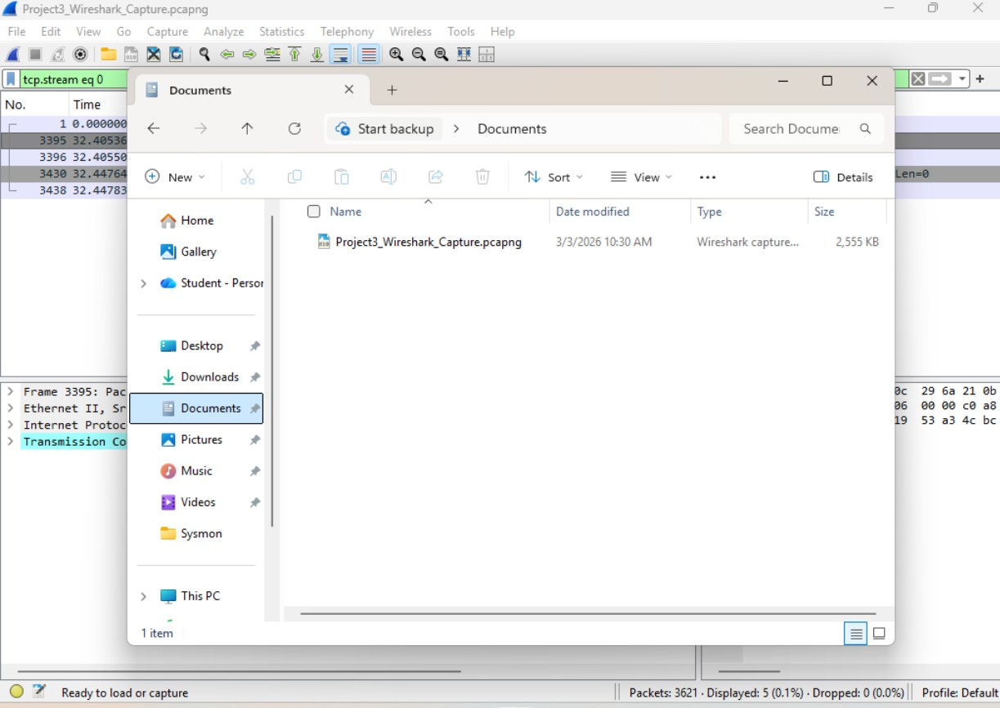 Project3_Wireshark_Capture.pcapng
File Edit View Go Capture Analyze Statistics Telephony Wireless Tools Help
tcp.stream eq 0
No. Time
1 0.000000
3395 32.40536
3396 32.40550
3430 32.44764
Len=0
3438 32.44783
Documents
Start backup > Documents
Search Docume
New
Sort
View
Details
Name Date modified Type Size
Project3_Wireshark_Capture.pcapng 3/3/2026 10:30 AM Wireshark capture... 2,555 KB
Home
Gallery
Student - Person
Desktop
Downloads
Documents
Pictures
Music
Videos
Sysmon
This PC
1 item
Frame 3395: Pac
Ethernet II, Sr
Internet Protoc
Transmission Co
0c 29 6a 21 0b
06 00 00 c0 a8
19 53 a3 4c bc
Ready to load or capture
Packets: 3621 · Displayed: 5 (0.1%) · Dropped: 0 (0.0%)
Profile: Default